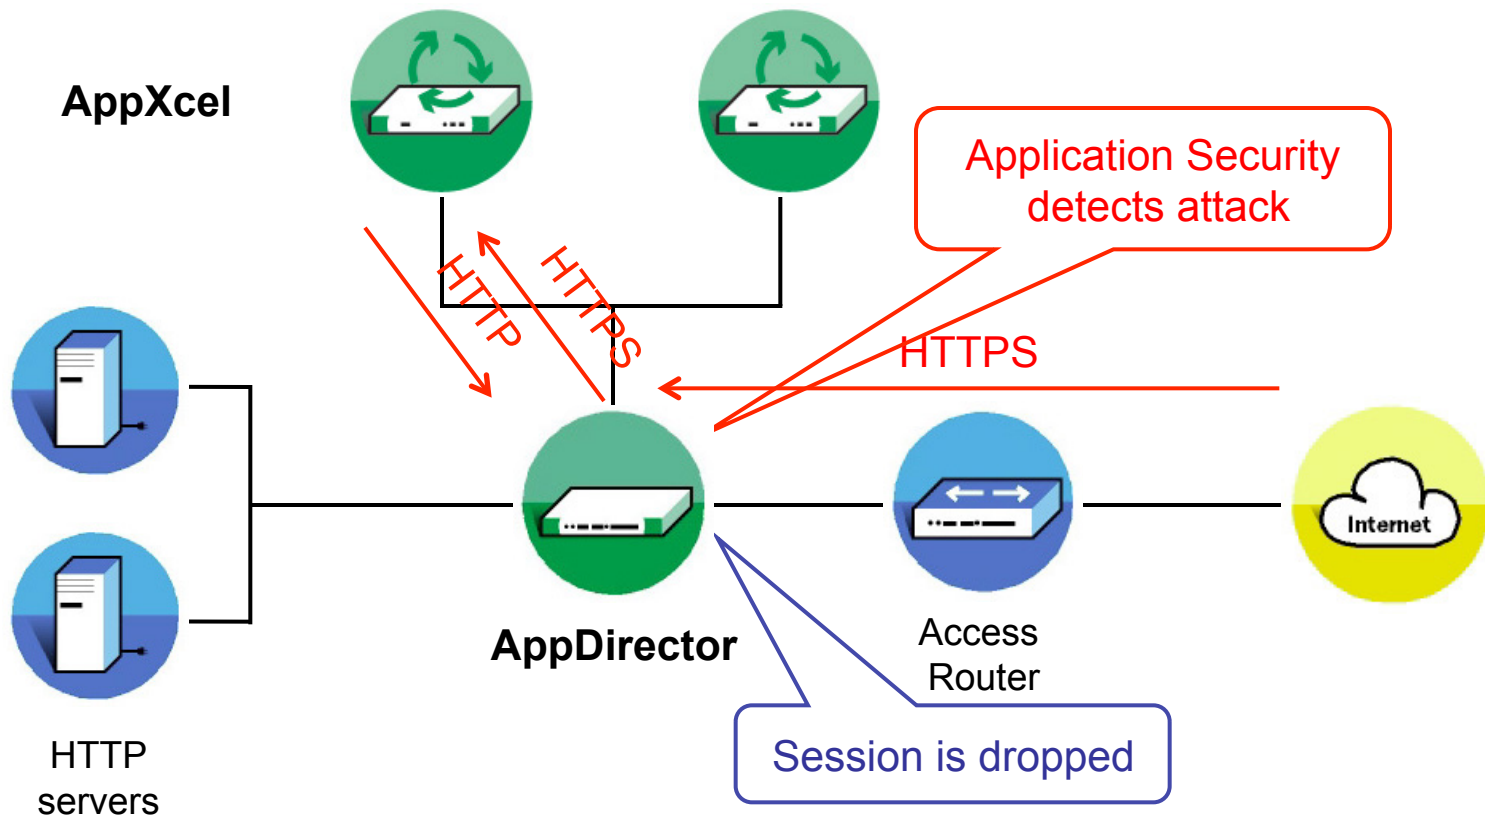 AppXcel
Application Security
detects attack
HTTP
HTTPS
HTTPS
Internet
AppDirector
Access
Router
Session is dropped
HTTP
servers